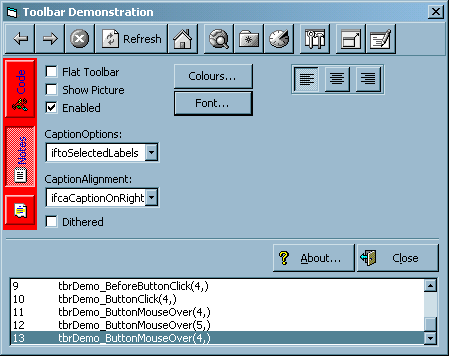 Toolbar Demonstration
Refresh
Code
Notes
Flat Toolbar
Show Picture
Enabled
Colours...
Font...
CaptionOptions:
iftoSelectedLabels
CaptionAlignment:
ifcaCaptionOnRight
Dithered
About...
Close
9 tbrDemo_BeforeButtonClick(4,)
10 tbrDemo_ButtonClick(4,)
11 tbrDemo_ButtonMouseOver(4,)
12 tbrDemo_ButtonMouseOver(5,)
13 tbrDemo_ButtonMouseOver(4,)